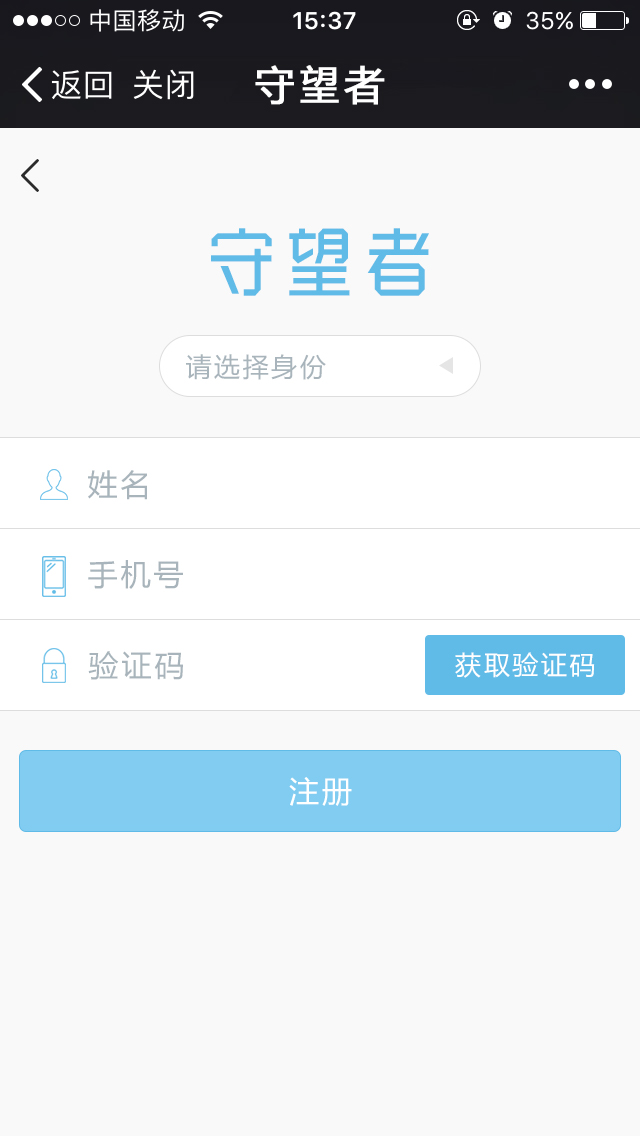 中国移动 15:37 35%
返回 关闭 守望者
守望者
请选择身份
姓名
手机号
验证码 获取验证码
注册